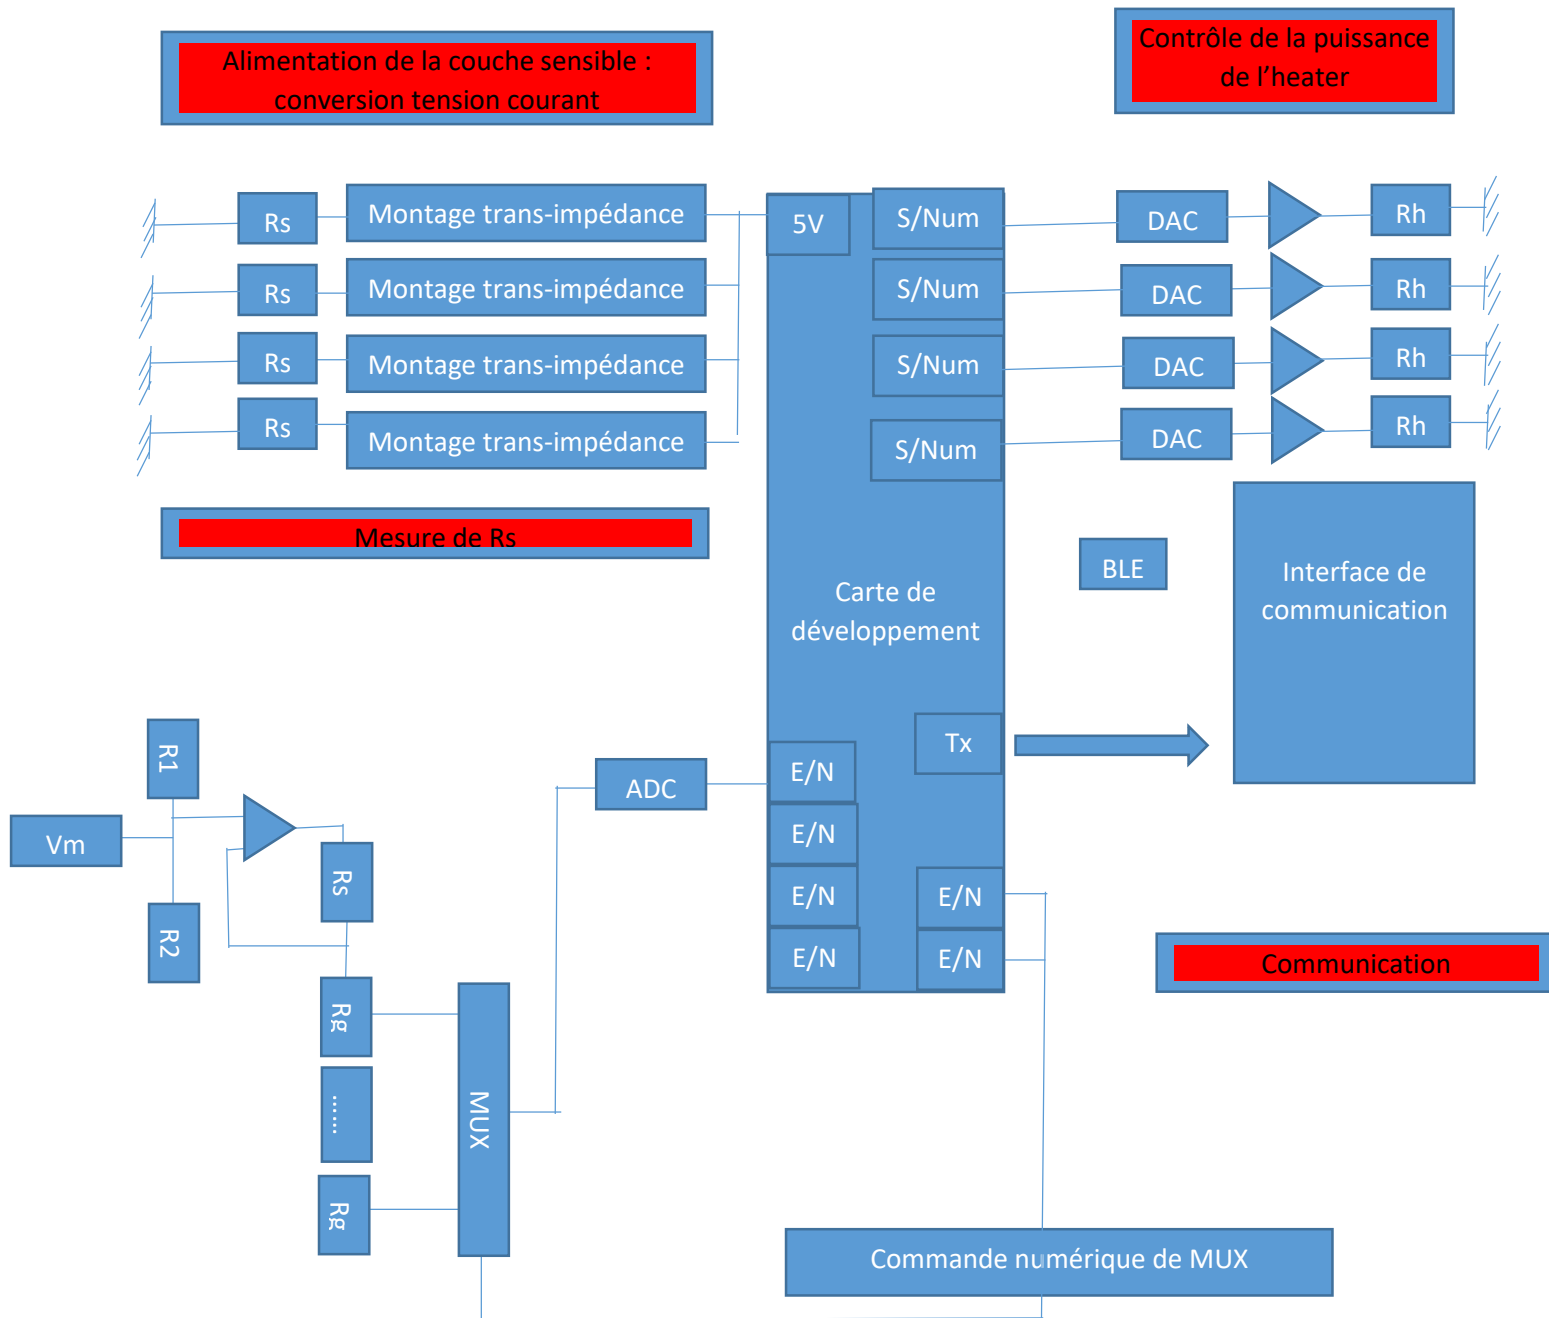 Alimentation de la couche sensible :
conversion tension courant
Contrôle de la puissance
de l'heater
Rs
Montage trans-impédance
5V
S/Num
DAC
Rh
Rs
Montage trans-impédance
S/Num
DAC
Rh
Rs
Montage trans-impédance
S/Num
DAC
Rh
Rs
Montage trans-impédance
S/Num
DAC
Rh
Mesure de Rs
BLE
Interface de
communication
Carte de
développement
R1
Tx
E/N
ADC
Vm
E/N
Rs
E/N
E/N
R2
E/N
E/N
Communication
Rg
MUX
......
Rg
Commande numérique de MUX